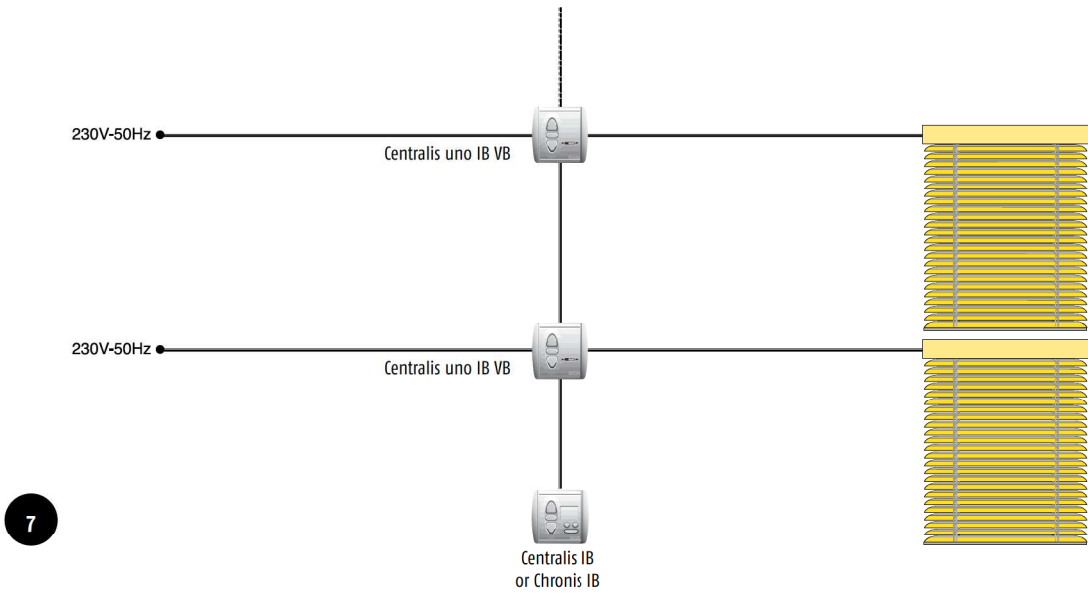 230V-50Hz
Centralis uno IB VB
230V-50Hz
Centralis uno IB VB
7
Centralis IB
or Chronis IB